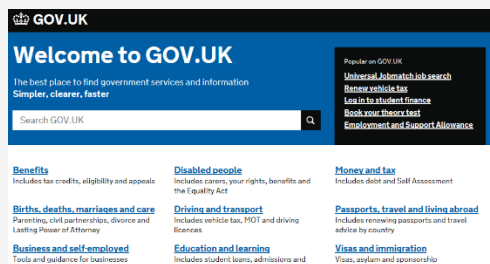 GOV.UK
Welcome to GOV.UK
The best place to find government services and information
Simpler, clearer, faster
Search GOV.UK
Popular on GOV.UK
Universal Jobmatch job search
Renew vehicle tax
Log in to student finance
Book your theory test
Employment and Support Allowance
Benefits
Includes tax credits, eligibility and appeals
Births, deaths, marriages and care
Parenting, civil partnerships, divorce and
Lasting Power of Attorney
Business and self-employed
Tools and guidance for businesses
Disabled people
Includes carers, your rights, benefits and
the Equality Act
Driving and transport
Includes vehicle tax, MOT and driving
licences
Education and learning
Includes student loans, admissions and
Money and tax
Includes debt and Self Assessment
Passports, travel and living abroad
Includes renewing passports and travel
advice by country
Visas and immigration
Visas, asylum and sponsorship